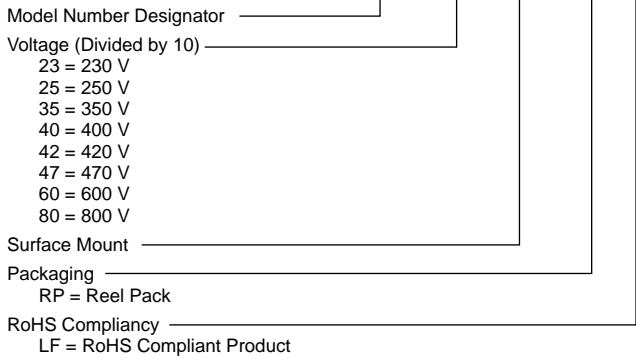 Model Number Designator
Voltage (Divided by 10)
23 = 230 V
25 = 250 V
35 = 350 V
40 = 400 V
42 = 420 V
47 = 470 V
60 = 600 V
80 = 800 V
Surface Mount
Packaging
RP = Reel Pack
RoHS Compliancy
LF = RoHS Compliant Product